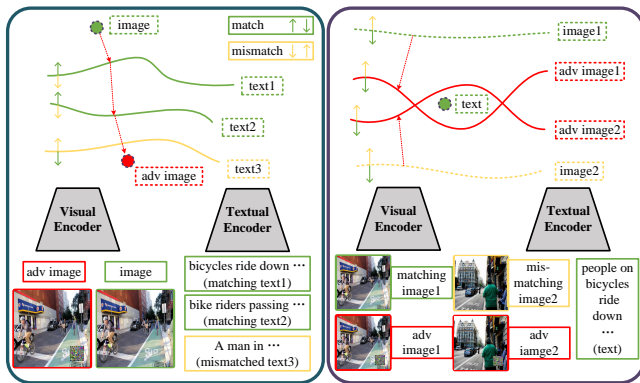 image
match ↑ ↓
mismatch ↓ ↑
text1
text2
text3
adv image
Visual
Encoder
Textual
Encoder
adv image
image
bicycles ride down ⋯
(matching text1)
bike riders passing ⋯
(matching text2)
A man in ⋯
(mismatched text3)
image1
adv image1
text
adv image2
image2
Visual
Encoder
Textual
Encoder
matching
image1
mis-
matching
image2
adv
image1
adv
iamge2
people on
bicycles
ride
down
⋯
(text)